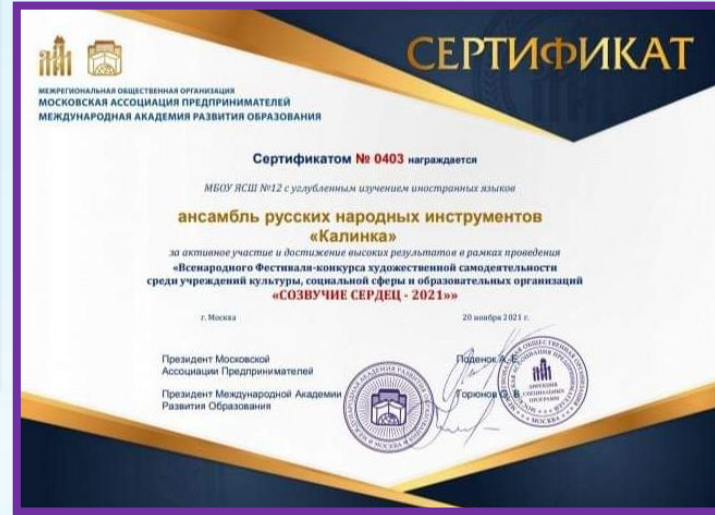 СЕРТИФИКАТ
МЕЖРЕГИОНАЛЬНАЯ ОБЩЕСТВЕННАЯ ОРГАНИЗАЦИЯ
МОСКОВСКАЯ АССОЦИАЦИЯ ПРЕДПРИНИМАТЕЛЕЙ
МЕЖДУНАРОДНАЯ АКАДЕМИЯ РАЗВИТИЯ ОБРАЗОВАНИЯ
Сертификатом № 0403 награждается
МБОУ ЯСШ №12 с углубленным изучением иностранных языков
ансамбль русских народных инструментов
«Калинка»
за активное участие и достижение высоких результатов в рамках проведения
«Всенародного Фестиваля-конкурса художественной самодеятельности
среди учреждений культуры, социальной сферы и образовательных организаций
«СОЗВУЧИЕ СЕРДЕЦ - 2021»»
г. Москва 20 ноября 2021 г.
Президент Московской
Ассоциации Предпринимателей
Поденок А. Е.
Президент Международной Академии
Развития Образования
Горюнов
ДИРЕКЦИЯ
СПЕЦИАЛЬНЫХ
ПРОГРАММ